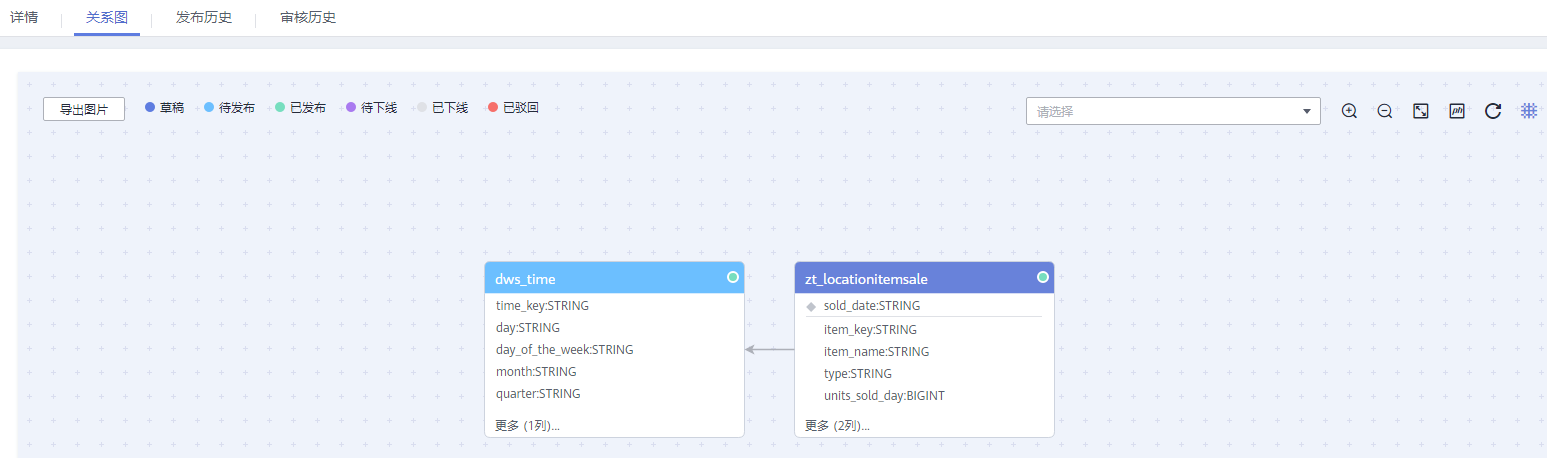 详情 关系图 发布历史 审核历史
导出图片 草稿 待发布 已发布 待下线 已下线 已驳回 请选择 ph
dws_time
time_key:STRING
day:STRING
day_of_the_week:STRING
month:STRING
quarter:STRING
更多 (1列)...
zt_locationitemsale
sold_date:STRING
item_key:STRING
item_name:STRING
type:STRING
units_sold_day:BIGINT
更多 (2列)...